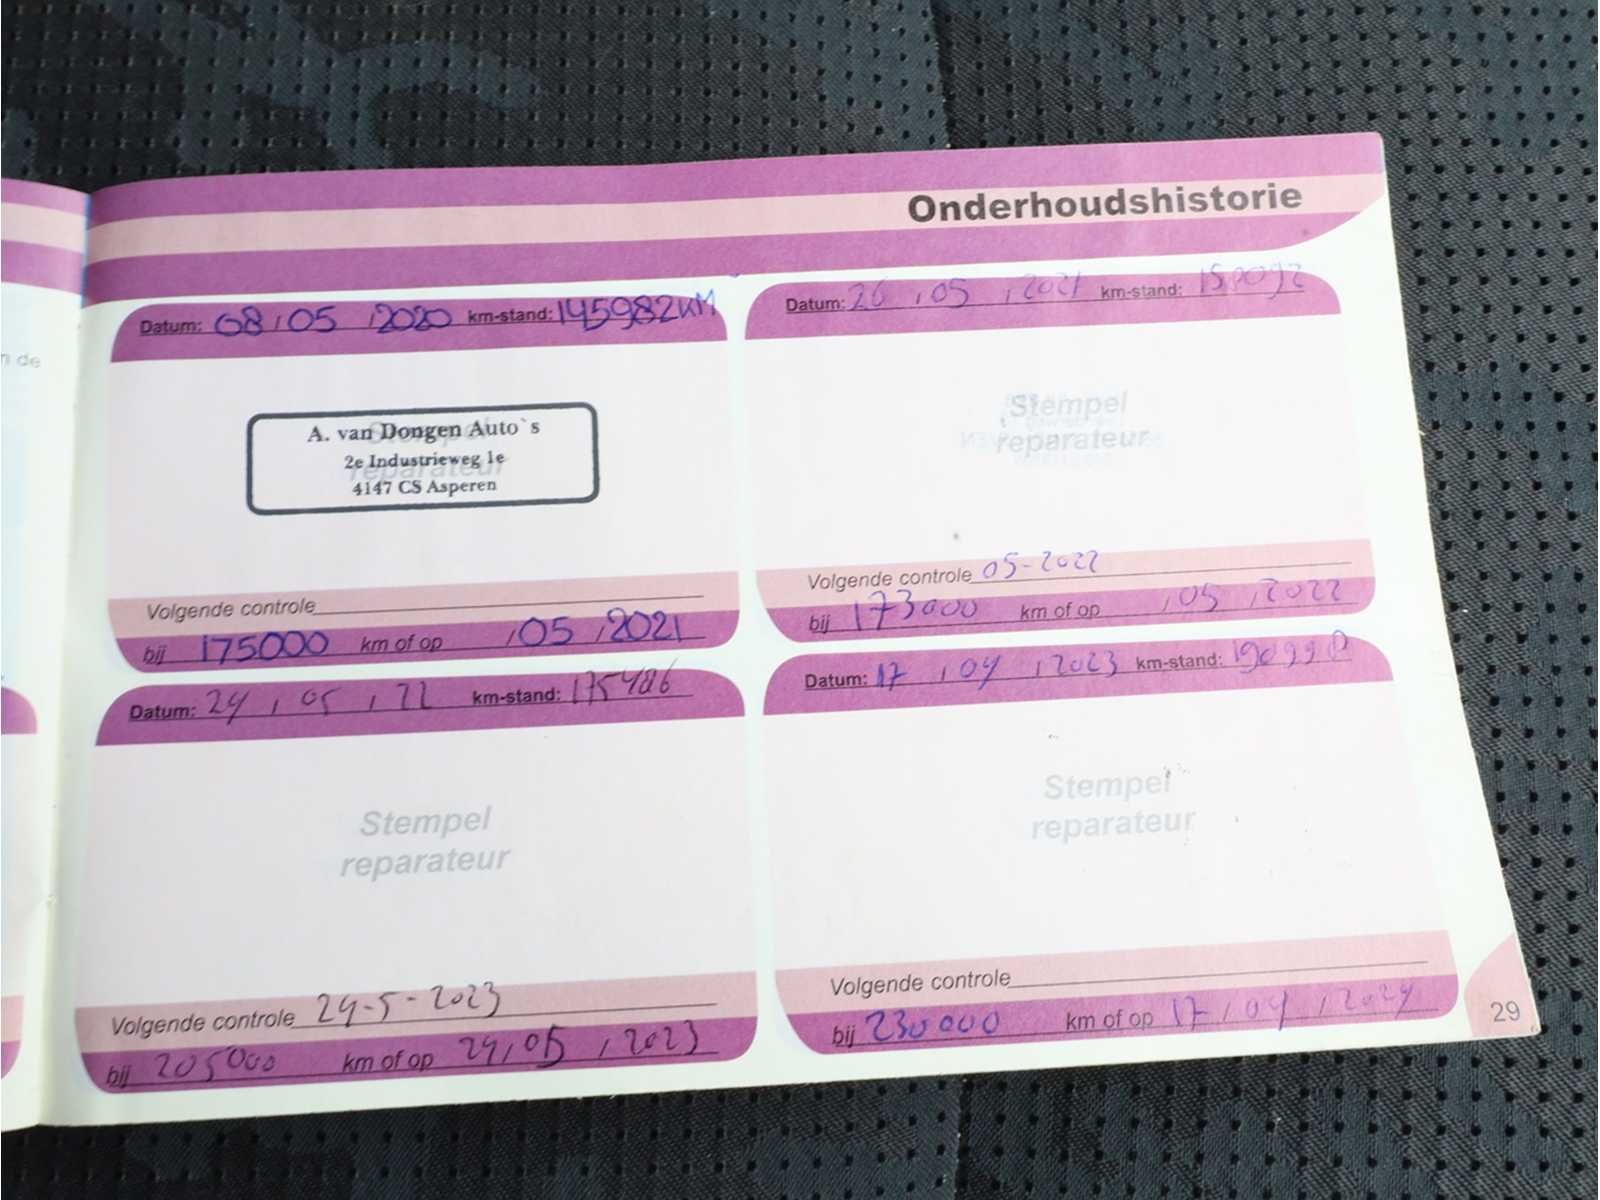 n de
Onderhoudshistorie
Datum: 08 / 05 / 2020 km-stand: 145982KM
A. van Dongen Auto`s
2e Industrieweg 1e
4147 CS Asperen
Stempel
reparateur
Volgende controle
bij 175000 km of op / 05 / 2021
Datum: 26 / 05 / 2021 km-stand:
Stempel
reparateur
Volgende controle 05-2022
bij 173000 km of op / 05 / 2022
Datum: 24 / 05 / 22 km-stand: 175486
Stempel
reparateur
Volgende controle 24-5-2023
bij 205000 km of op 24 / 05 / 2023
Datum: 17 / 04 / 2023 km-stand:
Stempel
reparateur
Volgende controle
bij 230000 km of op 17 / 04 / 2024
29